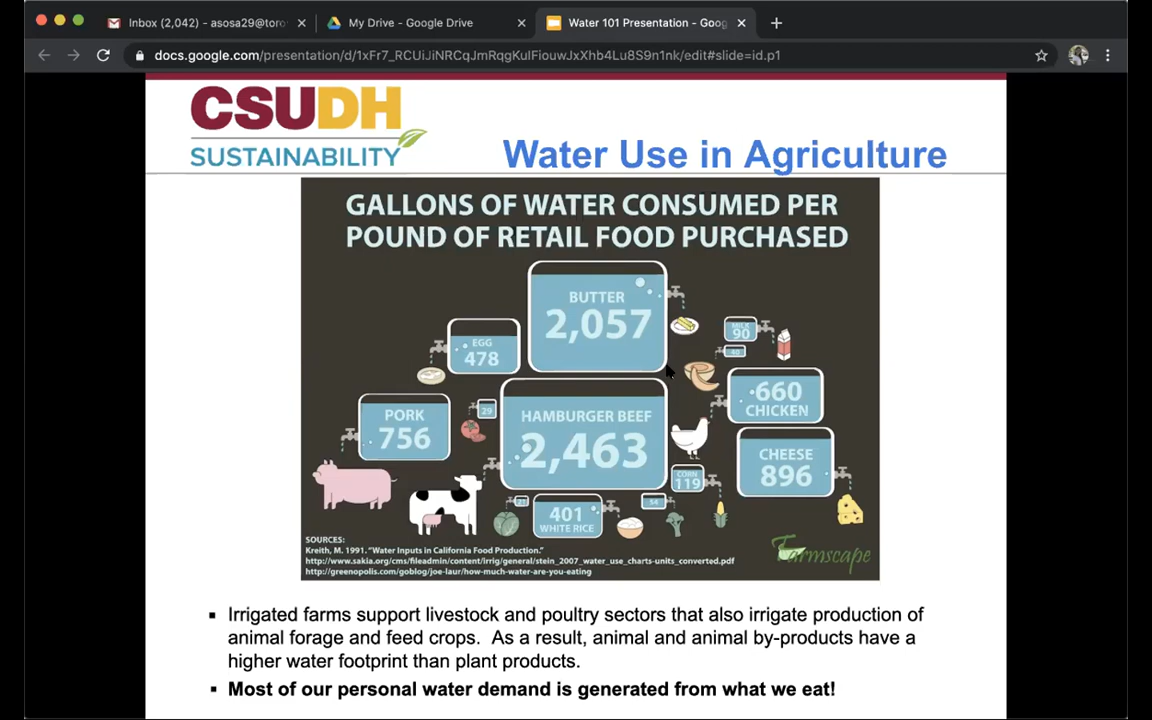 Inbox (2,042) - asosa29@toro
My Drive - Google Drive
Water 101 Presentation - Goog
docs.google.com/presentation/d/1xFr7_RCUiJiNRCqJmRqgKulFiouwJxXhb4Lu8S9n1nk/edit#slide=id.p1
CSUDH
SUSTAINABILITY
Water Use in Agriculture
GALLONS OF WATER CONSUMED PER
POUND OF RETAIL FOOD PURCHASED
BUTTER
2,057
MILK
90
EGG
478
660
CHICKEN
PORK
756
29
HAMBURGER BEEF
2,463
CHEESE
896
CORN
119
401
WHITE RICE
54
SOURCES:
Kreith, M. 1991. "Water Inputs in California Food Production."
http://www.sakia.org/cms/fileadmin/content/irrig/general/stein_2007_water_use_charts-units_converted.pdf
http://greenopolis.com/goblog/joe-laur/how-much-water-are-you-eating
Farmscape
▪ Irrigated farms support livestock and poultry sectors that also irrigate production of
animal forage and feed crops. As a result, animal and animal by-products have a
higher water footprint than plant products.
▪ Most of our personal water demand is generated from what we eat!